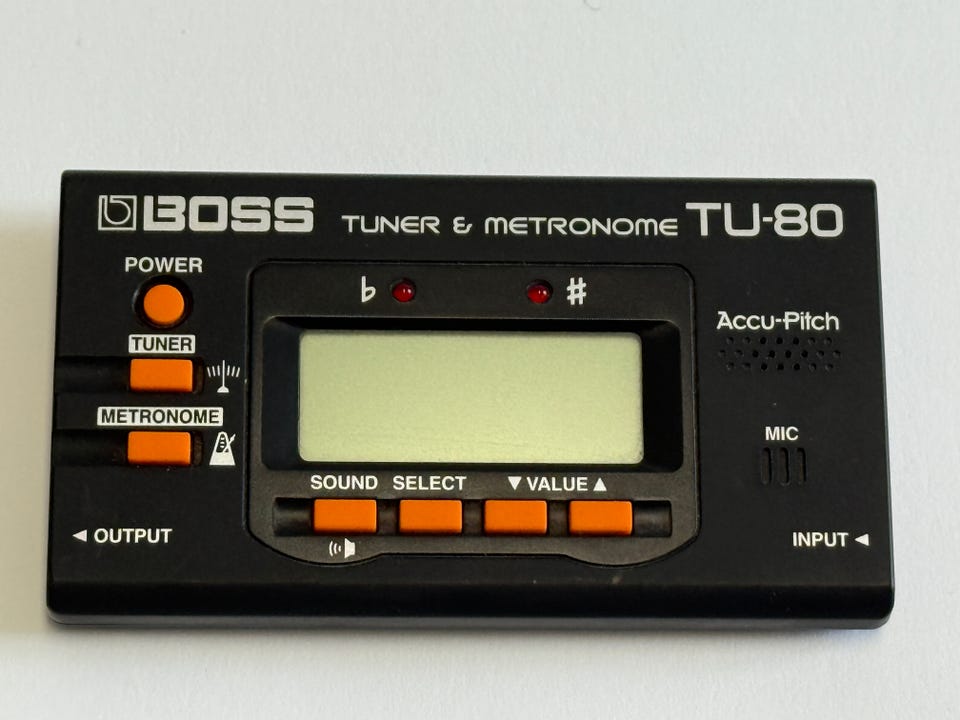 BOSS TUNER & METRONOME TU-80
POWER
♭ ♯
Accu-Pitch
TUNER
METRONOME
MIC
SOUND SELECT ▼ VALUE ▲
◄ OUTPUT
INPUT ◄